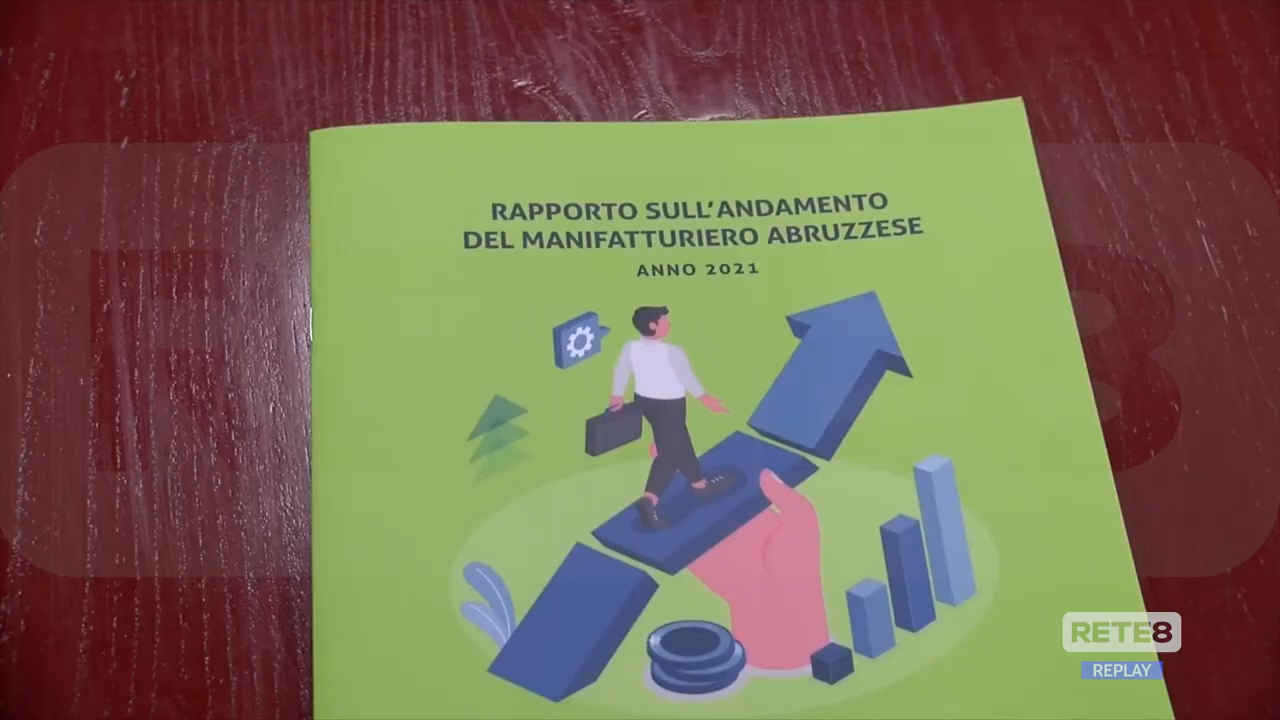 RAPPORTO SULL'ANDAMENTO
DEL MANIFATTURIERO ABRUZZESE
ANNO 2021
RETE8
REPLAY